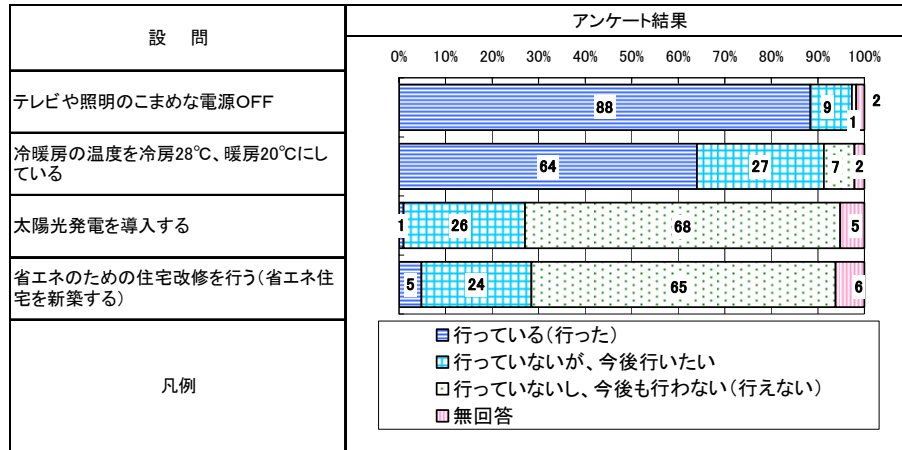 設 問
アンケート結果
0% 10% 20% 30% 40% 50% 60% 70% 80% 90% 100%
テレビや照明のこまめな電源OFF
88 9 1 2
冷暖房の温度を冷房28℃、暖房20℃にし
ている
64 27 7 2
太陽光発電を導入する
1 26 68 5
省エネのための住宅改修を行う(省エネ住
宅を新築する)
5 24 65 6
凡例
行っている(行った)
行っていないが、今後行いたい
行っていないし、今後も行わない(行えない)
無回答